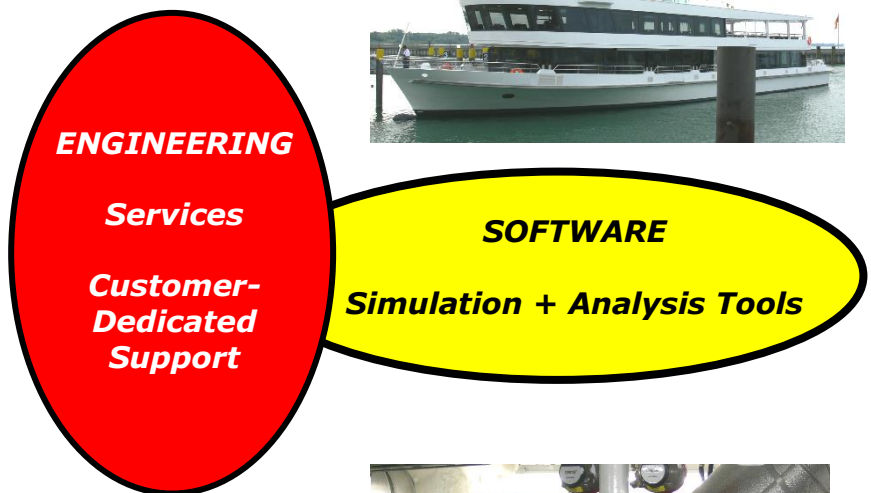 ENGINEERING
Services
Customer-
Dedicated
Support
SOFTWARE
Simulation + Analysis Tools